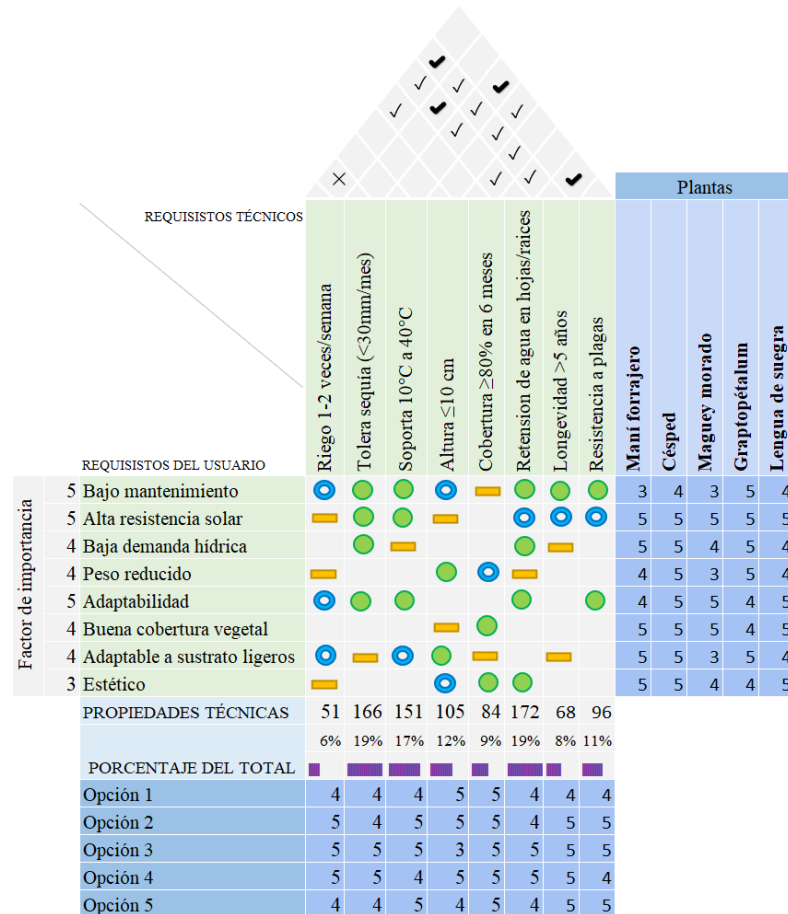 Plantas
REQUISISTOS TÉCNICOS
Riego 1-2 veces/semana
Tolera sequía (<30mm/mes)
Soporta 10°C a 40°C
Altura ≤10 cm
Cobertura ≥80% en 6 meses
Retension de agua en hojas/raices
Longevidad >5 años
Resistencia a plagas
Maní forrajero
Césped
Maguey morado
Graptopétalum
Lengua de suegra
REQUISISTOS DEL USUARIO
Factor de importancia
5 Bajo mantenimiento 3 4 3 5 4
5 Alta resistencia solar 5 5 5 5 5
4 Baja demanda hídrica 5 5 4 5 4
4 Peso reducido 4 5 3 5 4
5 Adaptabilidad 4 5 5 4 5
4 Buena cobertura vegetal 5 5 5 4 5
4 Adaptable a sustrato ligeros 5 5 3 5 4
3 Estético 5 5 4 4 5
PROPIEDADES TÉCNICAS 51 166 151 105 84 172 68 96
6% 19% 17% 12% 9% 19% 8% 11%
PORCENTAJE DEL TOTAL
Opción 1 4 4 4 5 5 4 4 4
Opción 2 5 4 5 5 5 4 5 5
Opción 3 5 5 5 3 5 5 5 5
Opción 4 5 5 4 5 5 5 5 4
Opción 5 4 4 5 4 5 4 5 5